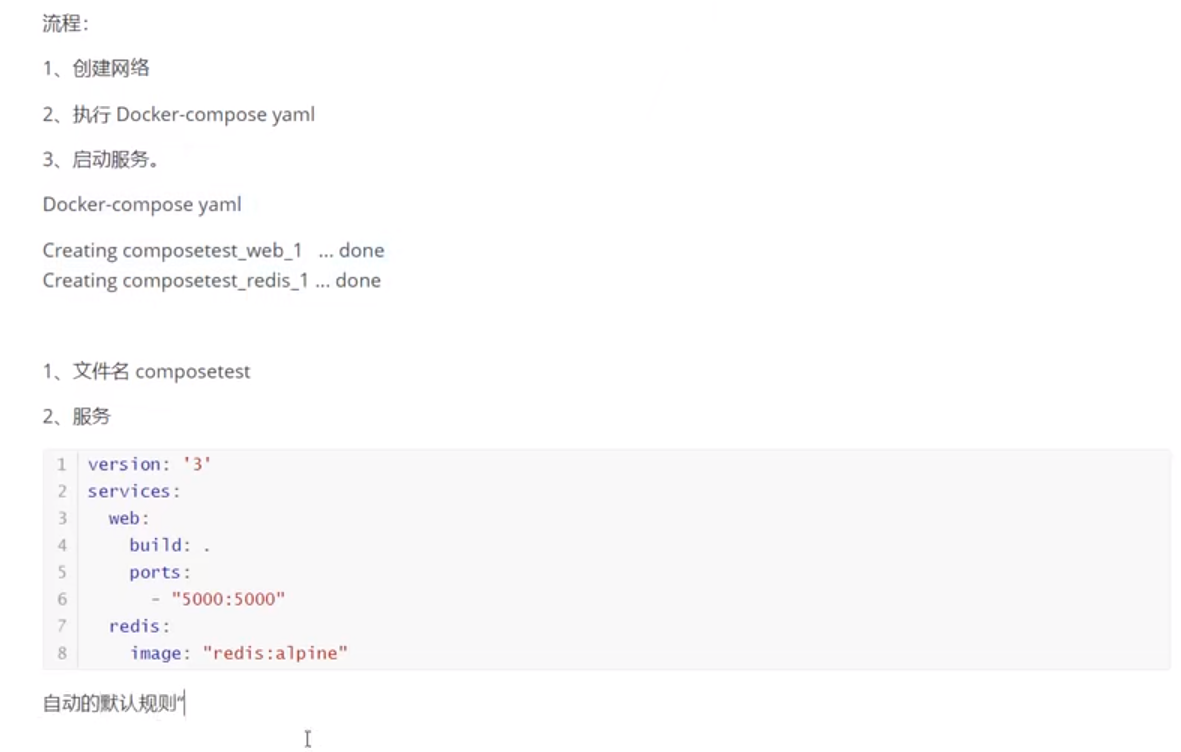 流程：
1、创建网络
2、执行 Docker-compose yaml
3、启动服务。
Docker-compose yaml
Creating composetest_web_1   ... done
Creating composetest_redis_1 ... done
1、文件名 composetest
2、服务
1 version: '3'
2 services:
3   web:
4     build: .
5     ports:
6       - "5000:5000"
7   redis:
8     image: "redis:alpine"
自动的默认规则“